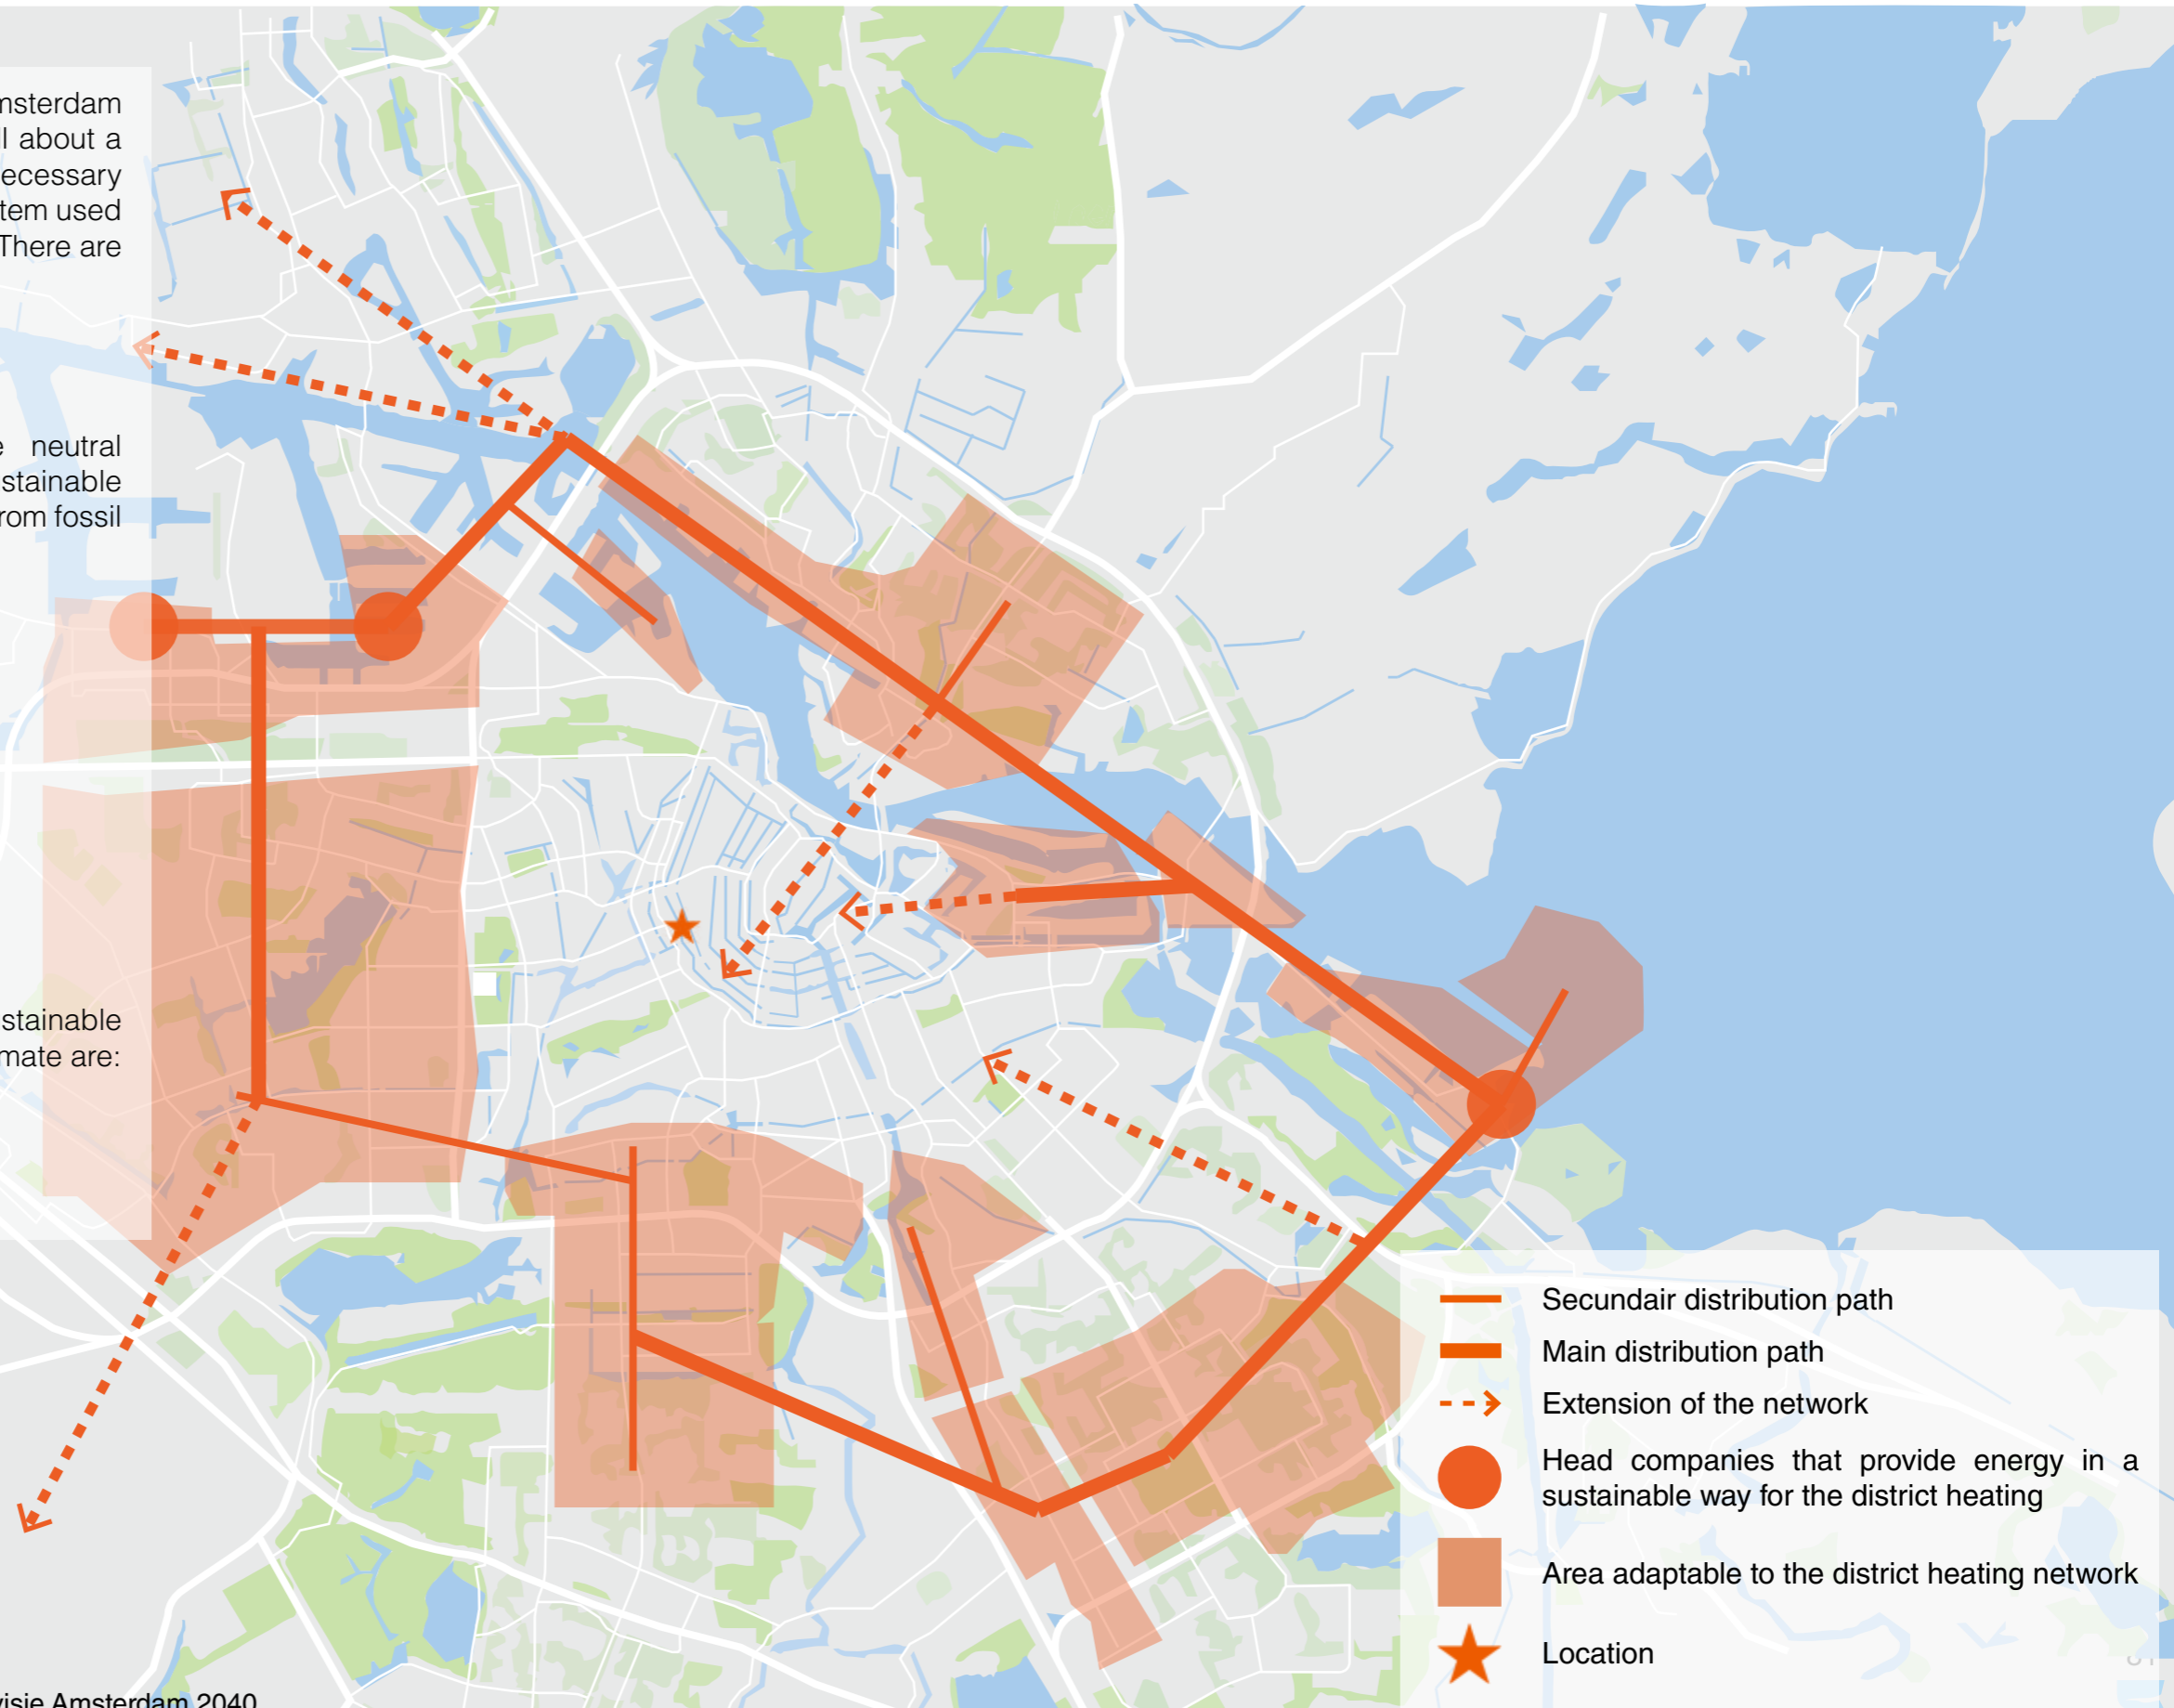 msterdam
ll about a
ecessary
tem used
There are
e neutral
stainable
rom fossil
stainable
mate are:
Secundair distribution path
Main distribution path
Extension of the network
Head companies that provide energy in a
sustainable way for the district heating
Area adaptable to the district heating network
Location
visie Amsterdam 2040